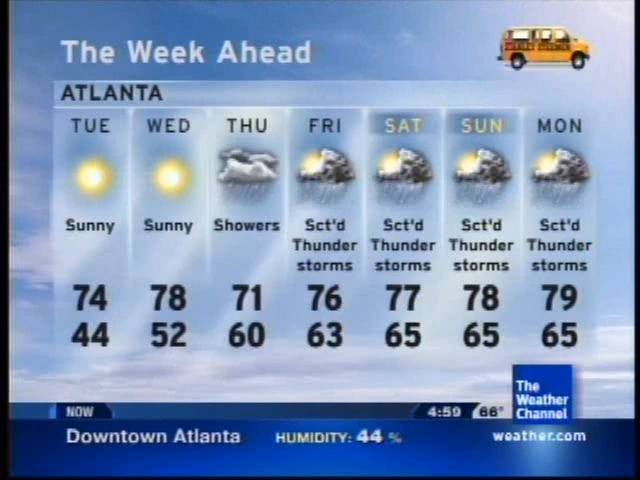 The Week Ahead
STANLEY STEEMER
ATLANTA
TUE WED THU FRI SAT SUN MON
Sunny Sunny Showers Sct'd Sct'd Sct'd Sct'd
Thunder Thunder Thunder Thunder
storms storms storms storms
74 78 71 76 77 78 79
44 52 60 63 65 65 65
The
Weather
Channel
NOW 4:59 66°
Downtown Atlanta HUMIDITY: 44 % weather.com